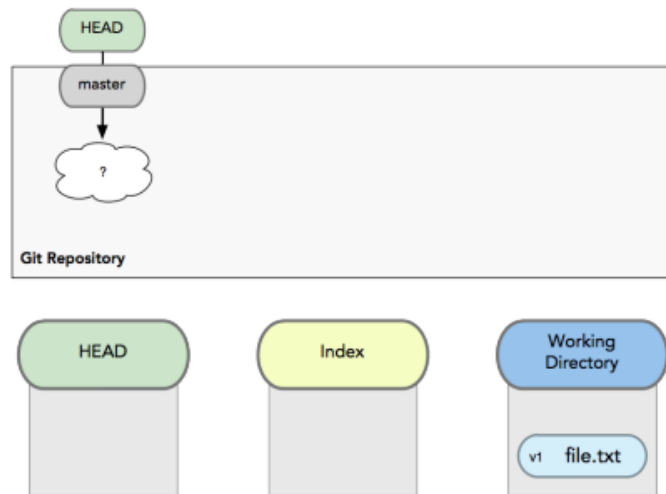 HEAD
master
?
Git Repository
HEAD
Index
Working
Directory
v1 file.txt